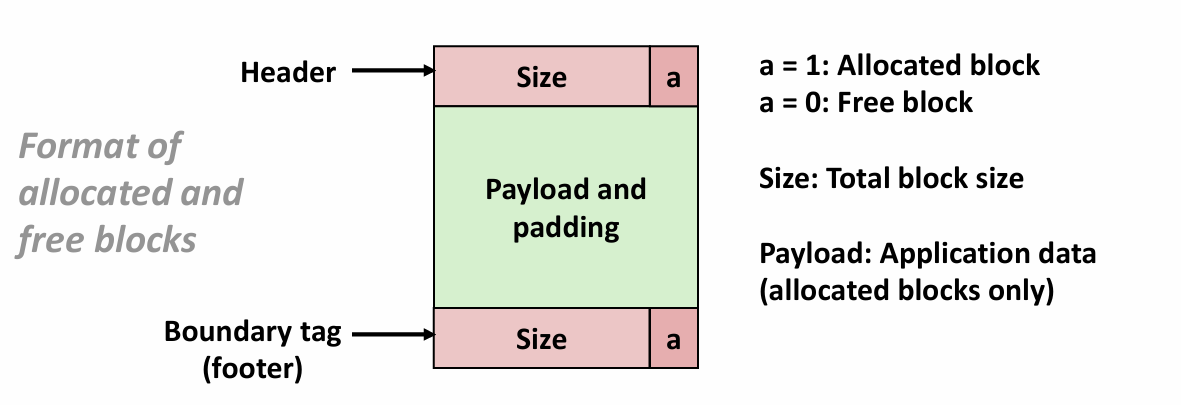 Header
Size
a
a = 1: Allocated block
a = 0: Free block
Format of
allocated and
free blocks
Payload and
padding
Size: Total block size
Payload: Application data
(allocated blocks only)
Boundary tag
(footer)
Size
a